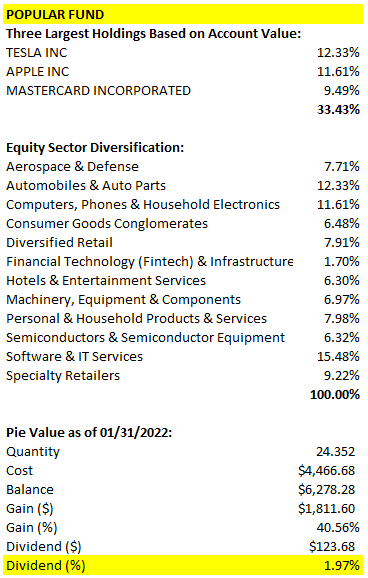 POPULAR FUND
Three Largest Holdings Based on Account Value:
TESLA INC 12.33%
APPLE INC 11.61%
MASTERCARD INCORPORATED 9.49%
33.43%
Equity Sector Diversification:
Aerospace & Defense 7.71%
Automobiles & Auto Parts 12.33%
Computers, Phones & Household Electronics 11.61%
Consumer Goods Conglomerates 6.48%
Diversified Retail 7.91%
Financial Technology (Fintech) & Infrastructure 1.70%
Hotels & Entertainment Services 6.30%
Machinery, Equipment & Components 6.97%
Personal & Household Products & Services 7.98%
Semiconductors & Semiconductor Equipment 6.32%
Software & IT Services 15.48%
Specialty Retailers 9.22%
100.00%
Pie Value as of 01/31/2022:
Quantity 24.352
Cost $4,466.68
Balance $6,278.28
Gain ($) $1,811.60
Gain (%) 40.56%
Dividend ($) $123.68
Dividend (%) 1.97%